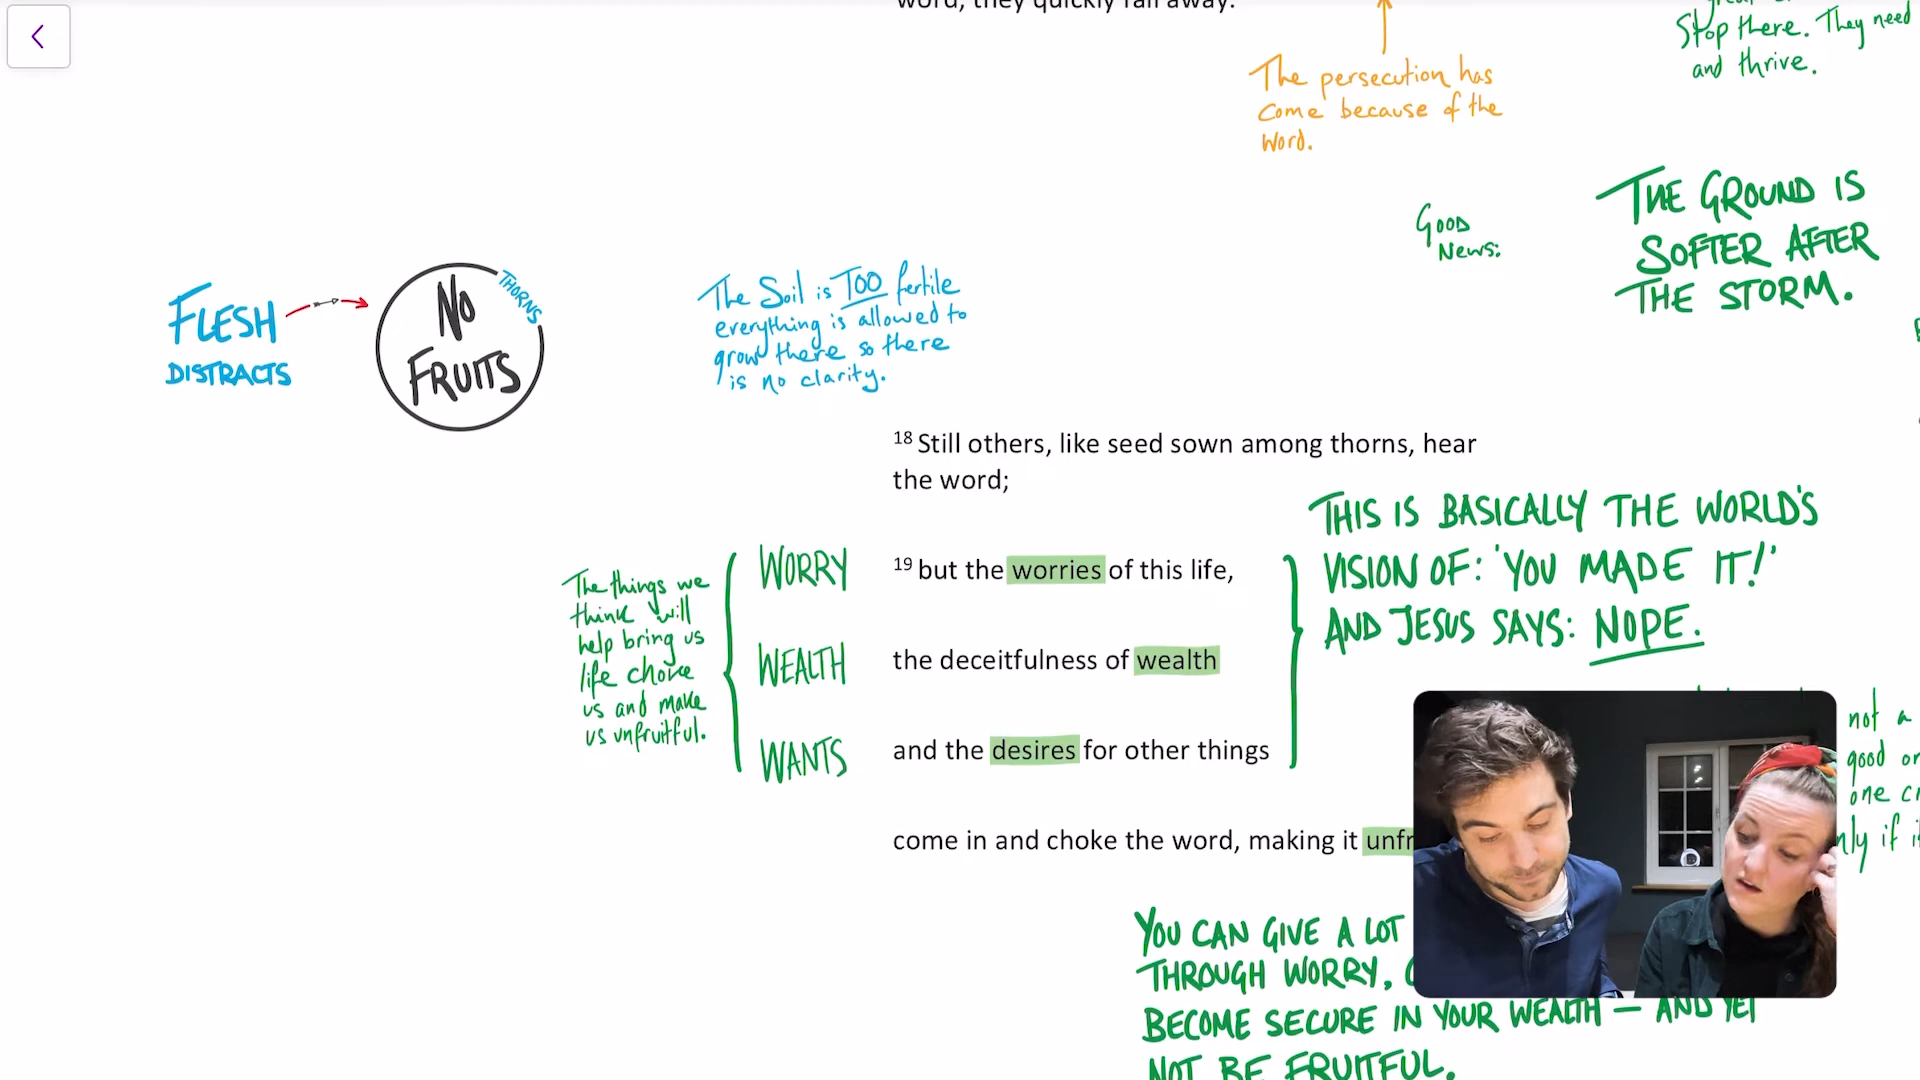 word, they quickly fall away.
Stop there. They need
and thrive.
The persecution has
come because of the
word.
Good
News:
THE GROUND IS
SOFTER AFTER
THE STORM.
FLESH
DISTRACTS
NO
FRUITS
THORNS
The Soil is TOO fertile
everything is allowed to
grow there so there
is no clarity.
18 Still others, like seed sown among thorns, hear
the word;
The things we
think will
help bring us
life choke
us and make
us unfruitful.
WORRY
WEALTH
WANTS
19 but the worries of this life,
the deceitfulness of wealth
and the desires for other things
come in and choke the word, making it unfr
THIS IS BASICALLY THE WORLD'S
VISION OF: 'YOU MADE IT!'
AND JESUS SAYS: NOPE.
not a
good or
one
if
YOU CAN GIVE A LOT
THROUGH WORRY,
BECOME SECURE IN YOUR WEALTH — AND YET
NOT BE FRUITFUL.